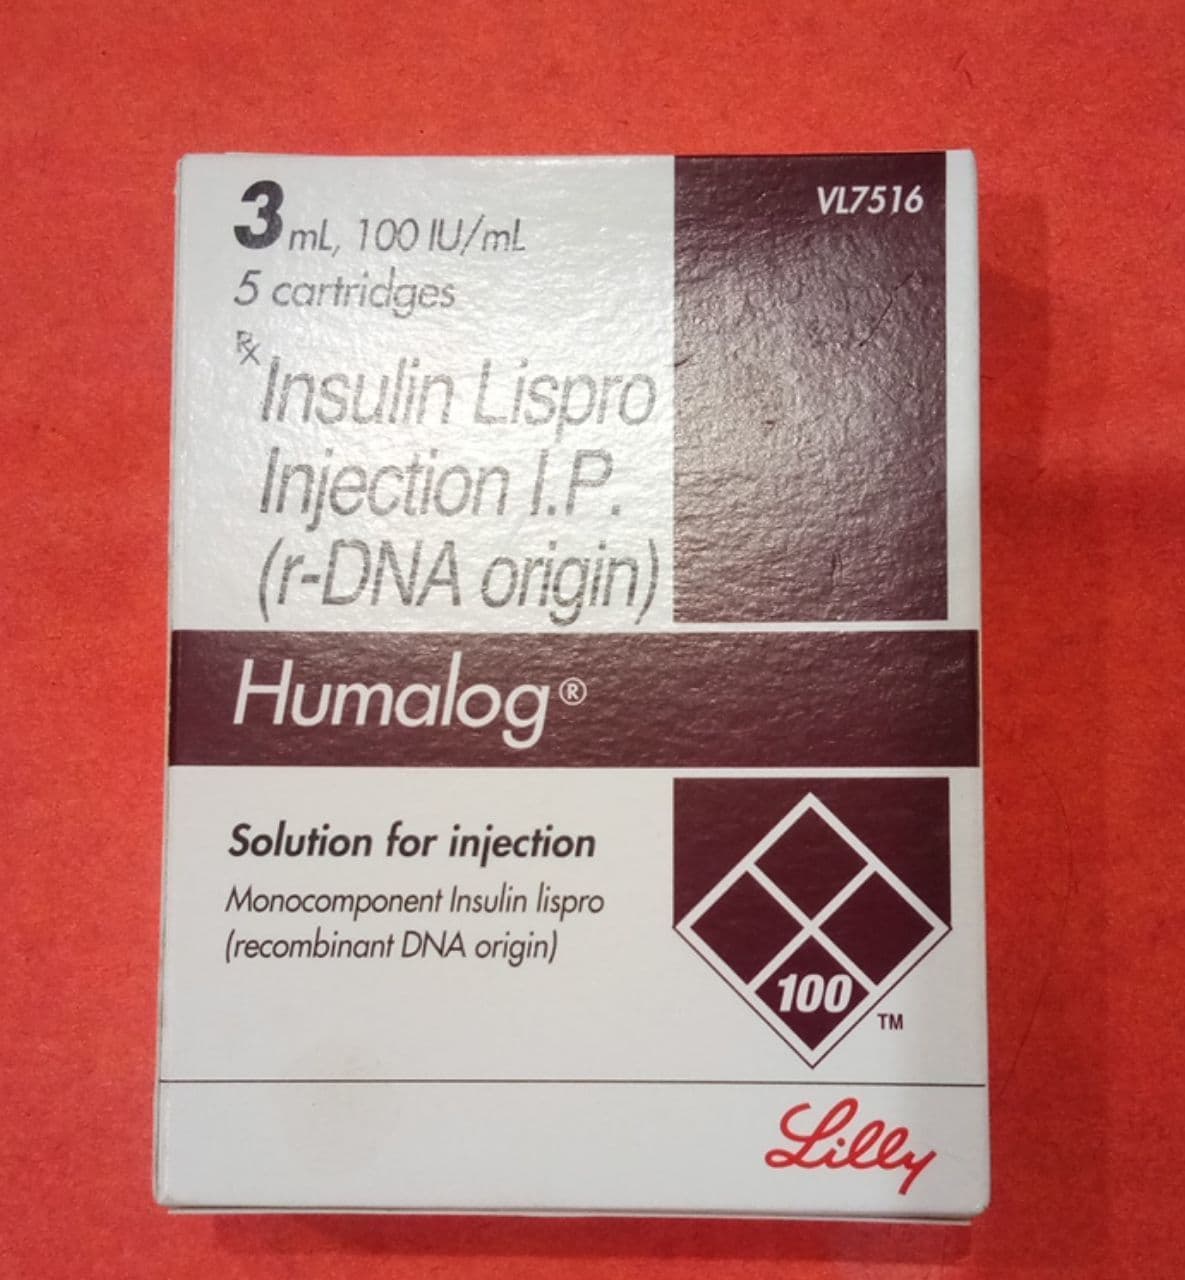 3 mL, 100 IU/mL
VL7516
5 cartridges
Rx
Insulin Lispro
Injection I.P.
(r-DNA origin)
Humalog®
Solution for injection
Monocomponent Insulin lispro
(recombinant DNA origin)
100
TM
Lilly